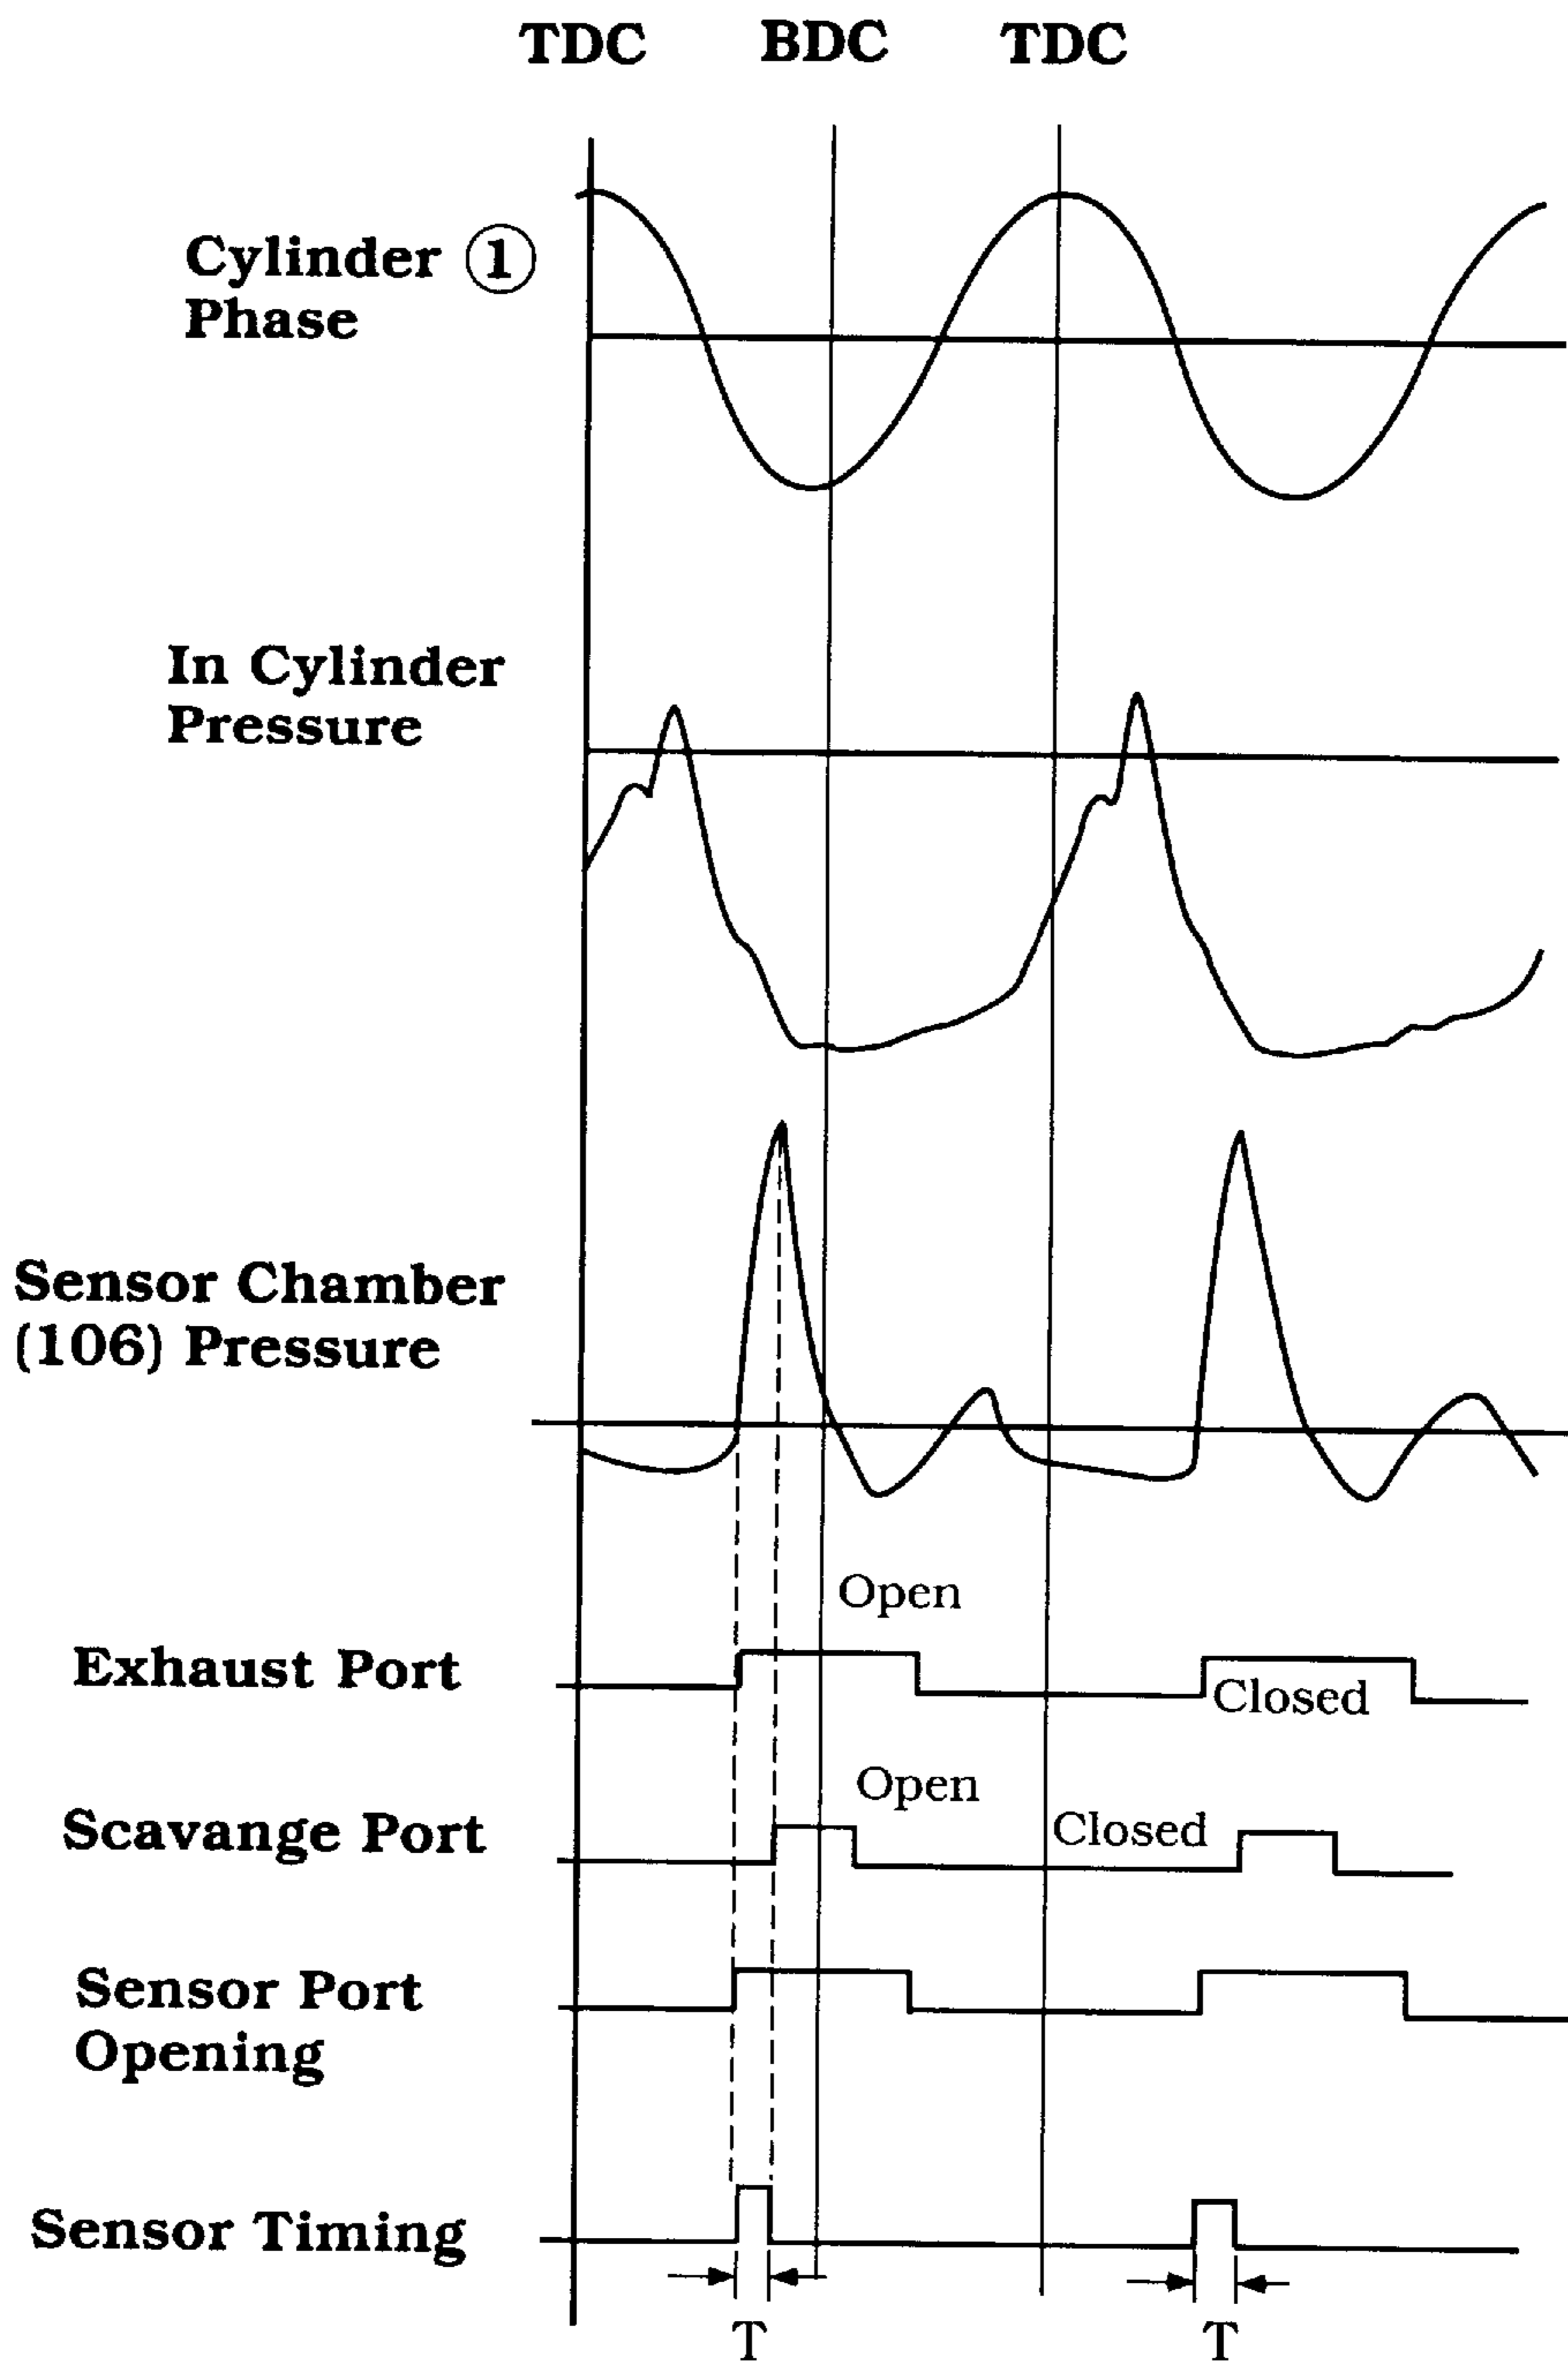 TDC BDC TDC
Cylinder 1
Phase
In Cylinder
Pressure
Sensor Chamber
(106) Pressure
Open
Exhaust Port
Closed
Open
Scavange Port
Closed
Sensor Port
Opening
Sensor Timing
T T